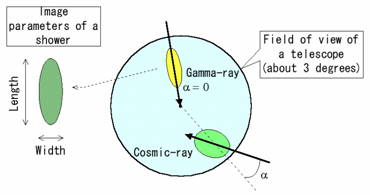 Image
parameters of a
shower
Length
Width
Gamma-ray
α = 0
Cosmic-ray
α
Field of view of
a telescope
(about 3 degrees)